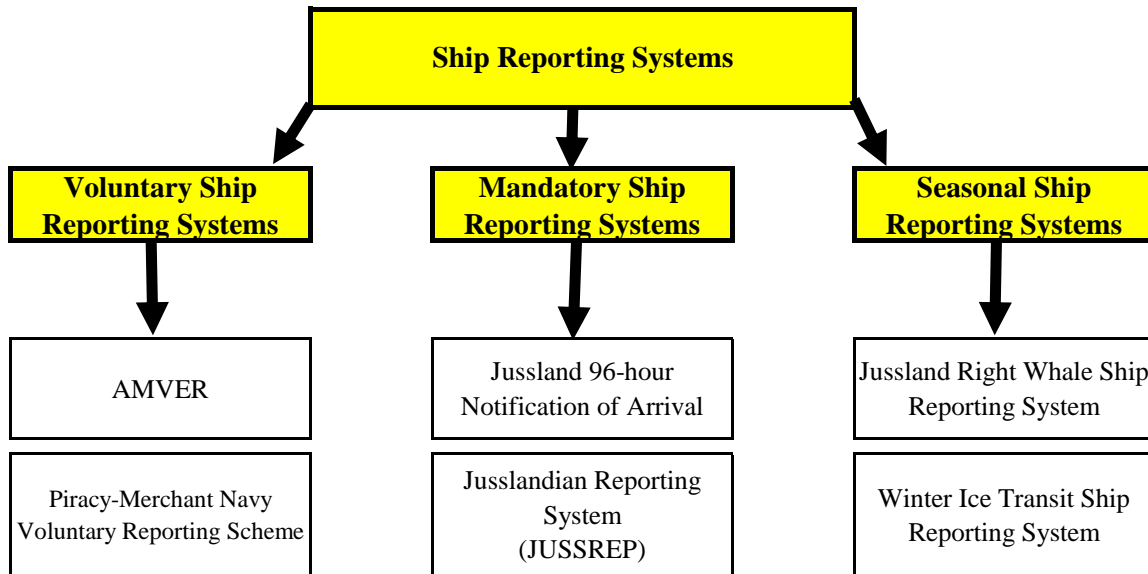 Ship Reporting Systems
Voluntary Ship
Reporting Systems
Mandatory Ship
Reporting Systems
Seasonal Ship
Reporting Systems
AMVER
Jussland 96-hour
Notification of Arrival
Jussland Right Whale Ship
Reporting System
Piracy-Merchant Navy
Voluntary Reporting Scheme
Jusslandian Reporting
System
(JUSSREP)
Winter Ice Transit Ship
Reporting System